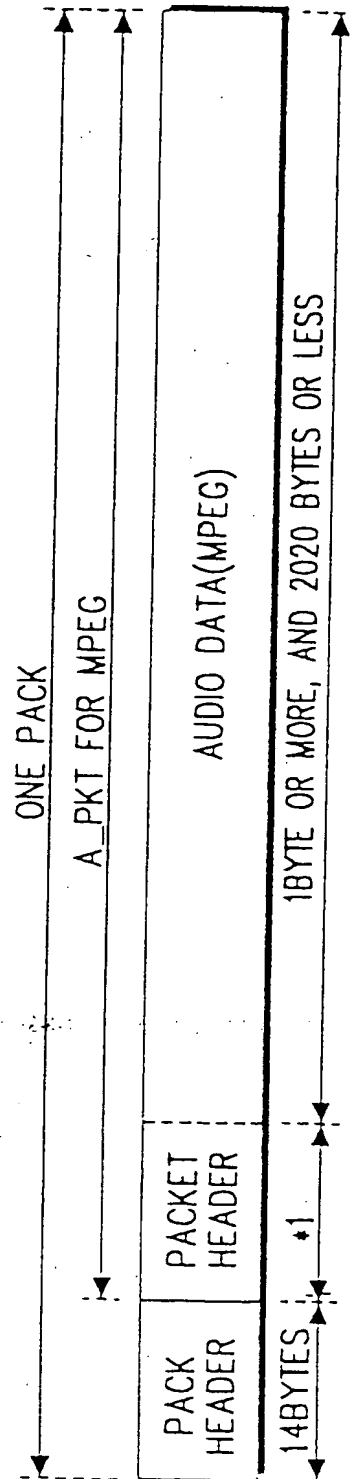 ONE PACK
A_PKT FOR MPEG
PACK
HEADER
PACKET
HEADER
AUDIO DATA(MPEG)
14BYTES
*1
1BYTE OR MORE, AND 2020 BYTES OR LESS